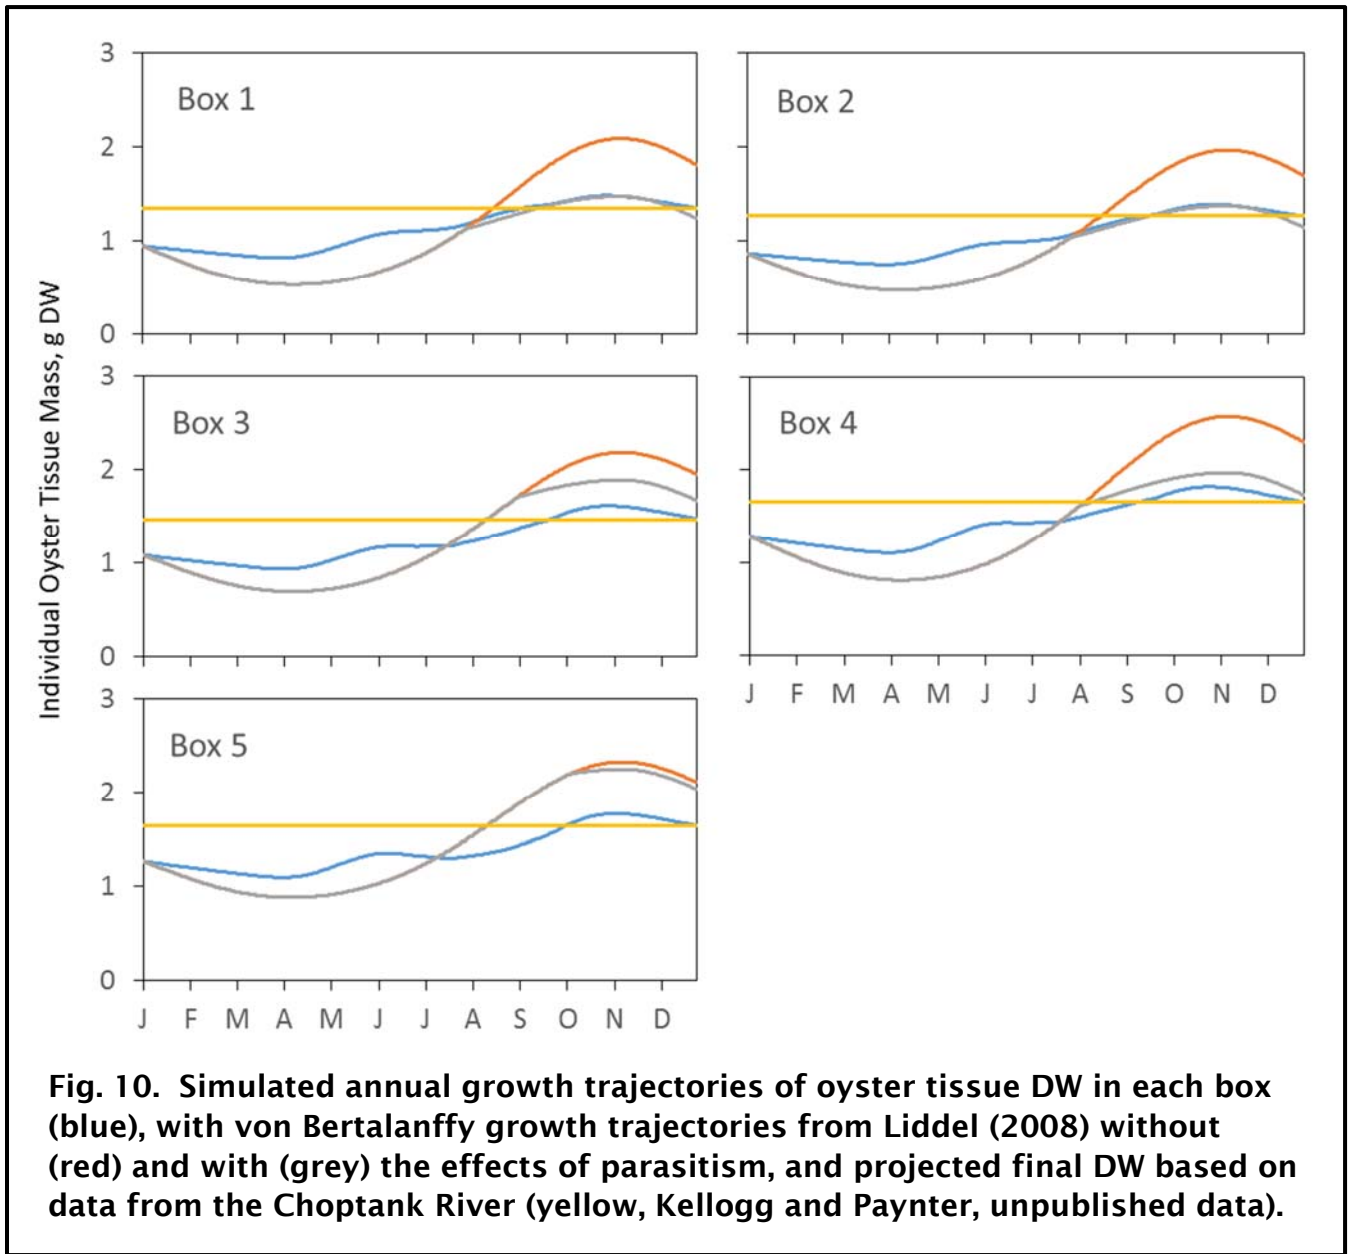 Individual Oyster Tissue Mass, g DW
3
2
1
0
Box 1
Box 2
3
2
1
0
Box 3
Box 4
J F M A M J J A S O N D
3
2
1
0
Box 5
J F M A M J J A S O N D
Fig. 10. Simulated annual growth trajectories of oyster tissue DW in each box
(blue), with von Bertalanffy growth trajectories from Liddel (2008) without
(red) and with (grey) the effects of parasitism, and projected final DW based on
data from the Choptank River (yellow, Kellogg and Paynter, unpublished data).